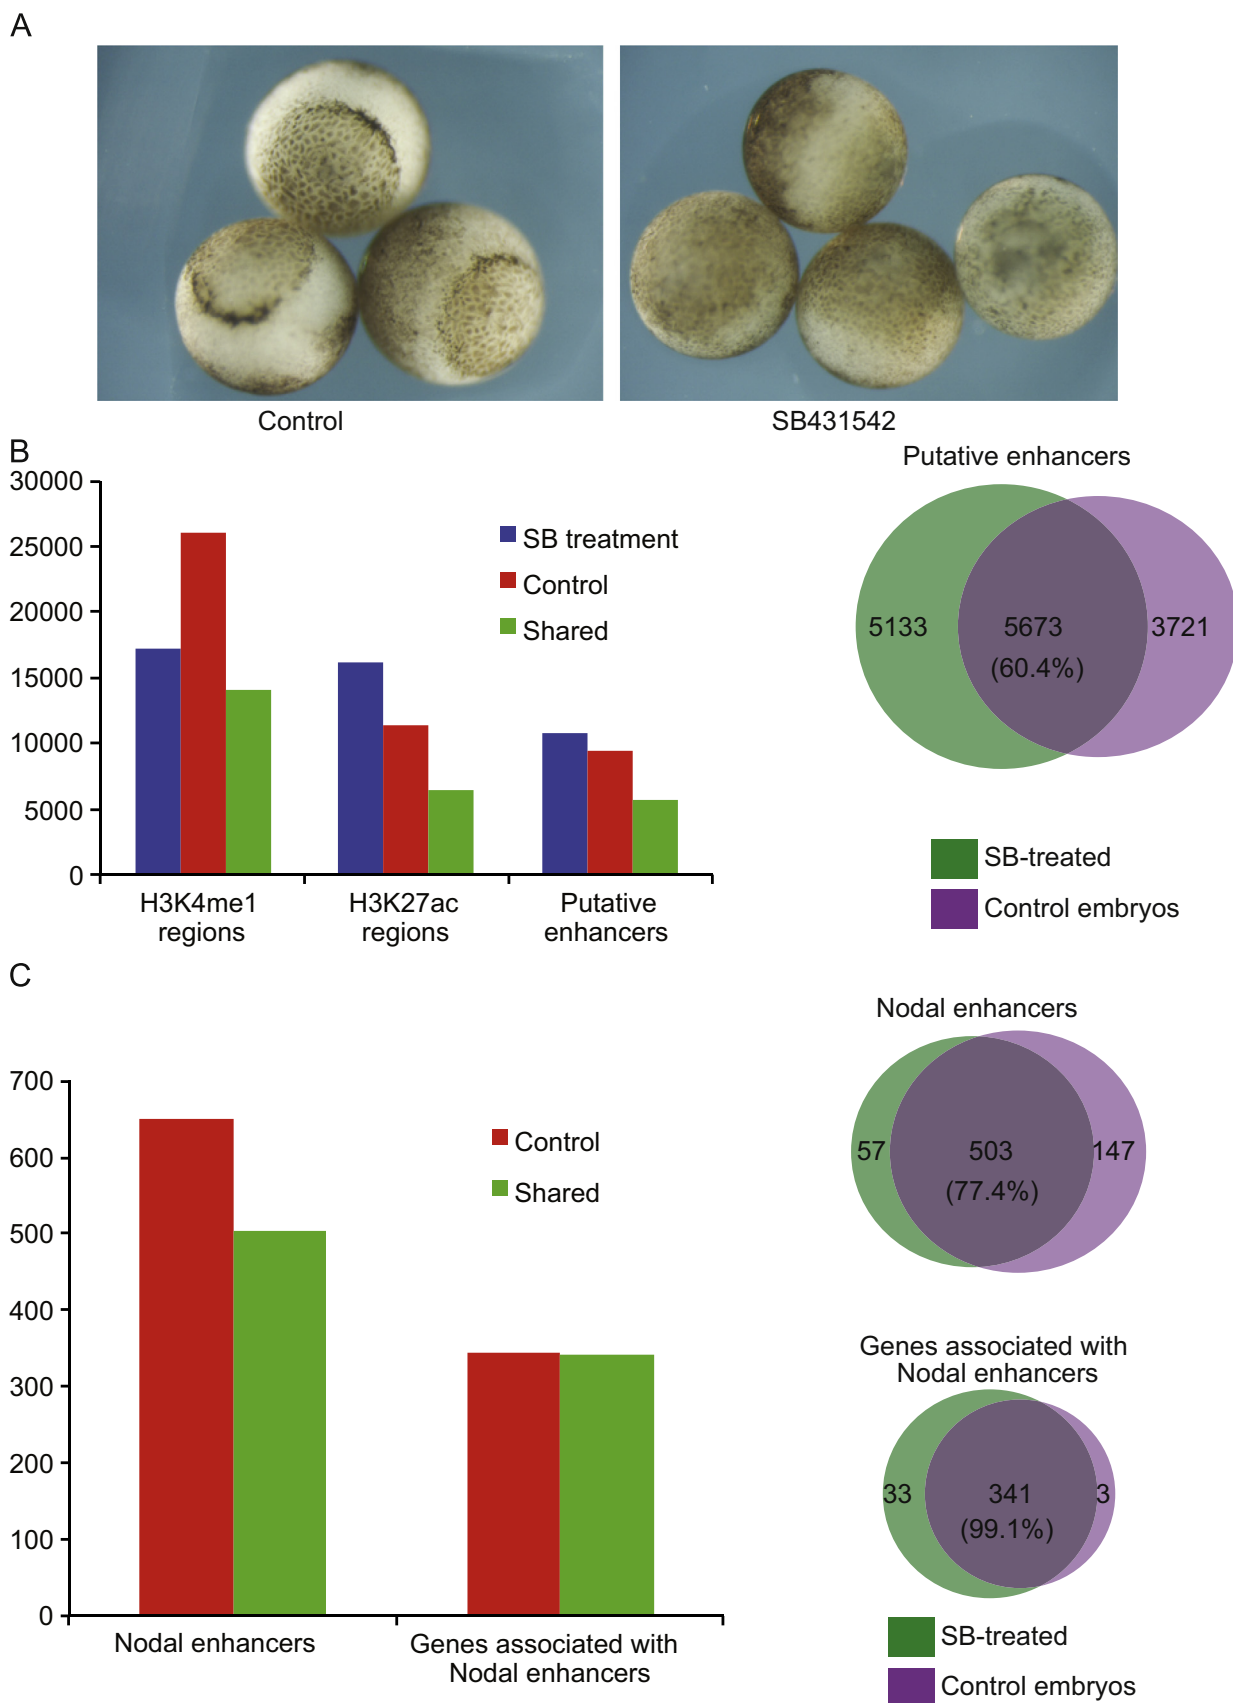 A
Control
SB431542
B
30000
25000
20000
15000
10000
5000
0
SB treatment
Control
Shared
H3K4me1
regions
H3K27ac
regions
Putative
enhancers
Putative enhancers
5133
5673
3721
(60.4%)
SB-treated
Control embryos
C
700
600
500
400
300
200
100
0
Control
Shared
Nodal enhancers
Genes associated with
Nodal enhancers
Nodal enhancers
57
503
147
(77.4%)
Genes associated with
Nodal enhancers
33
341
3
(99.1%)
SB-treated
Control embryos